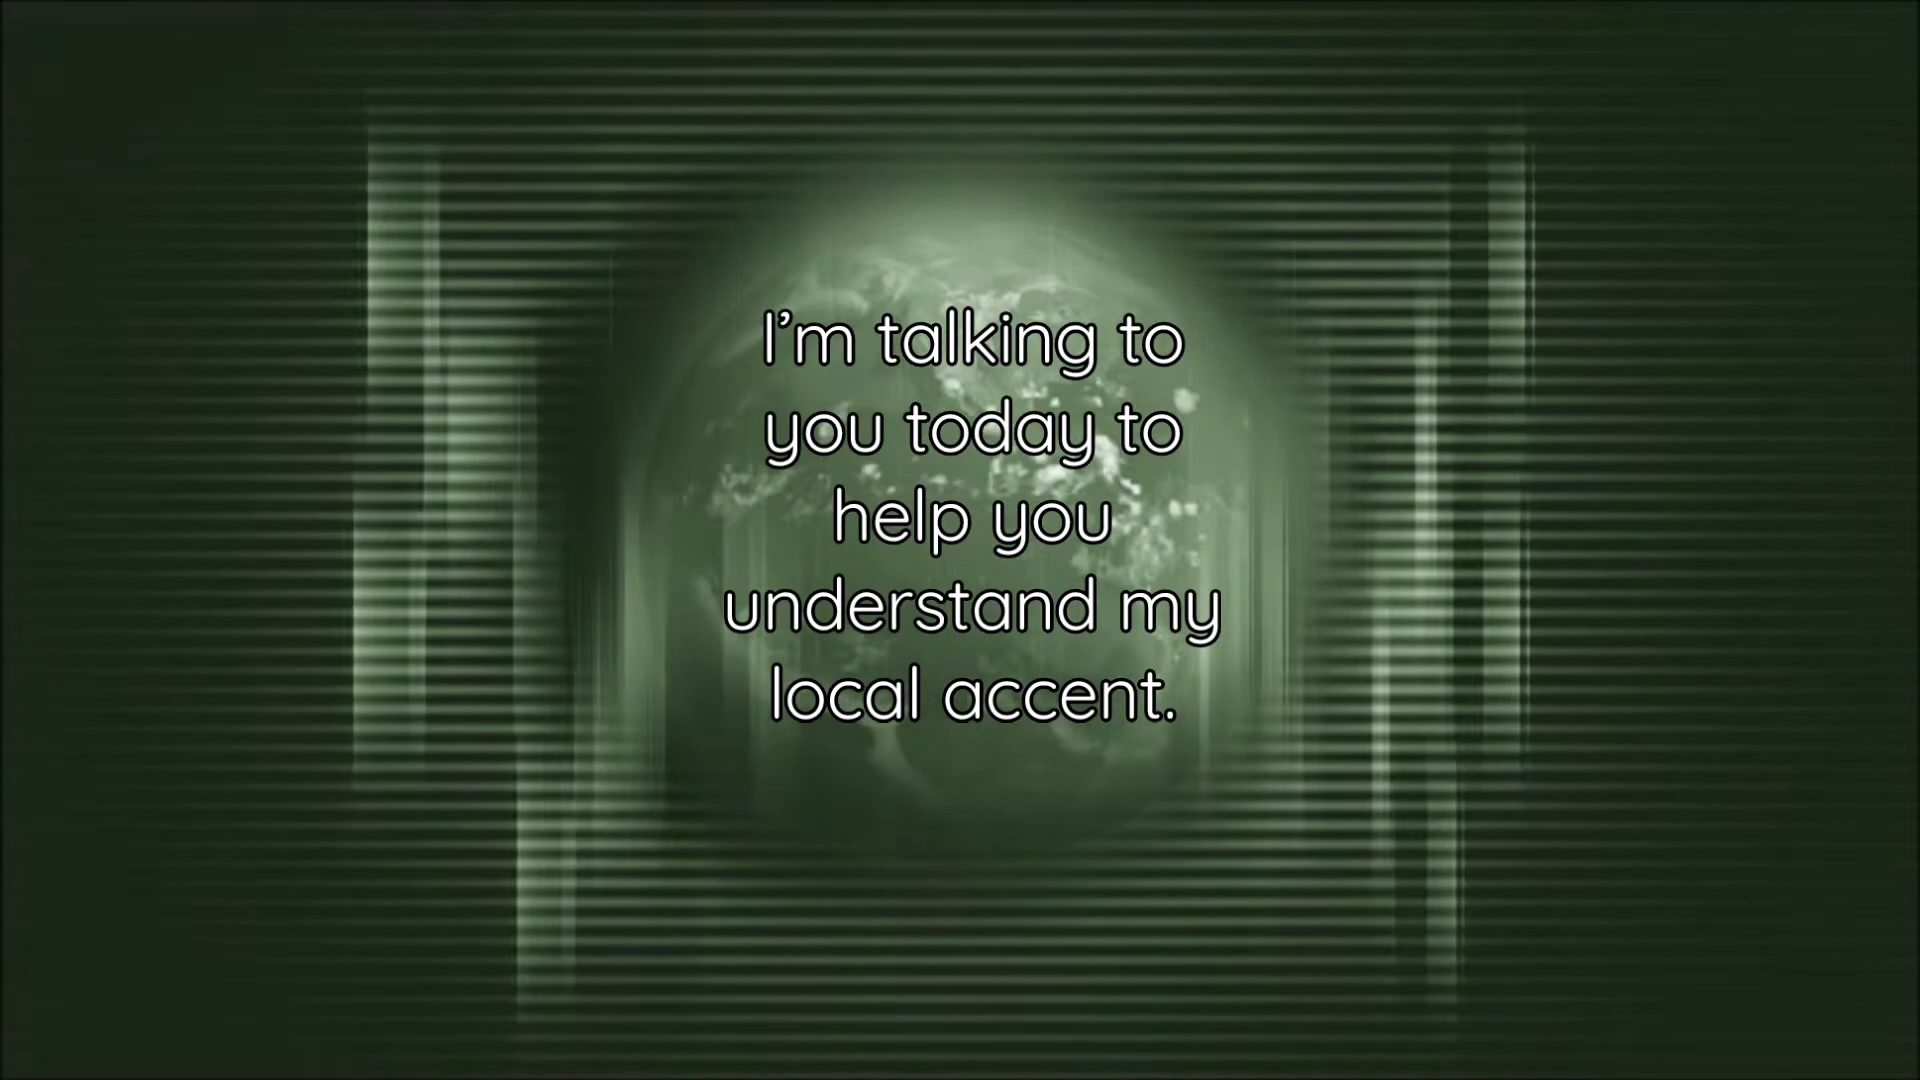 I’m talking to
you today to
help you
understand my
local accent.